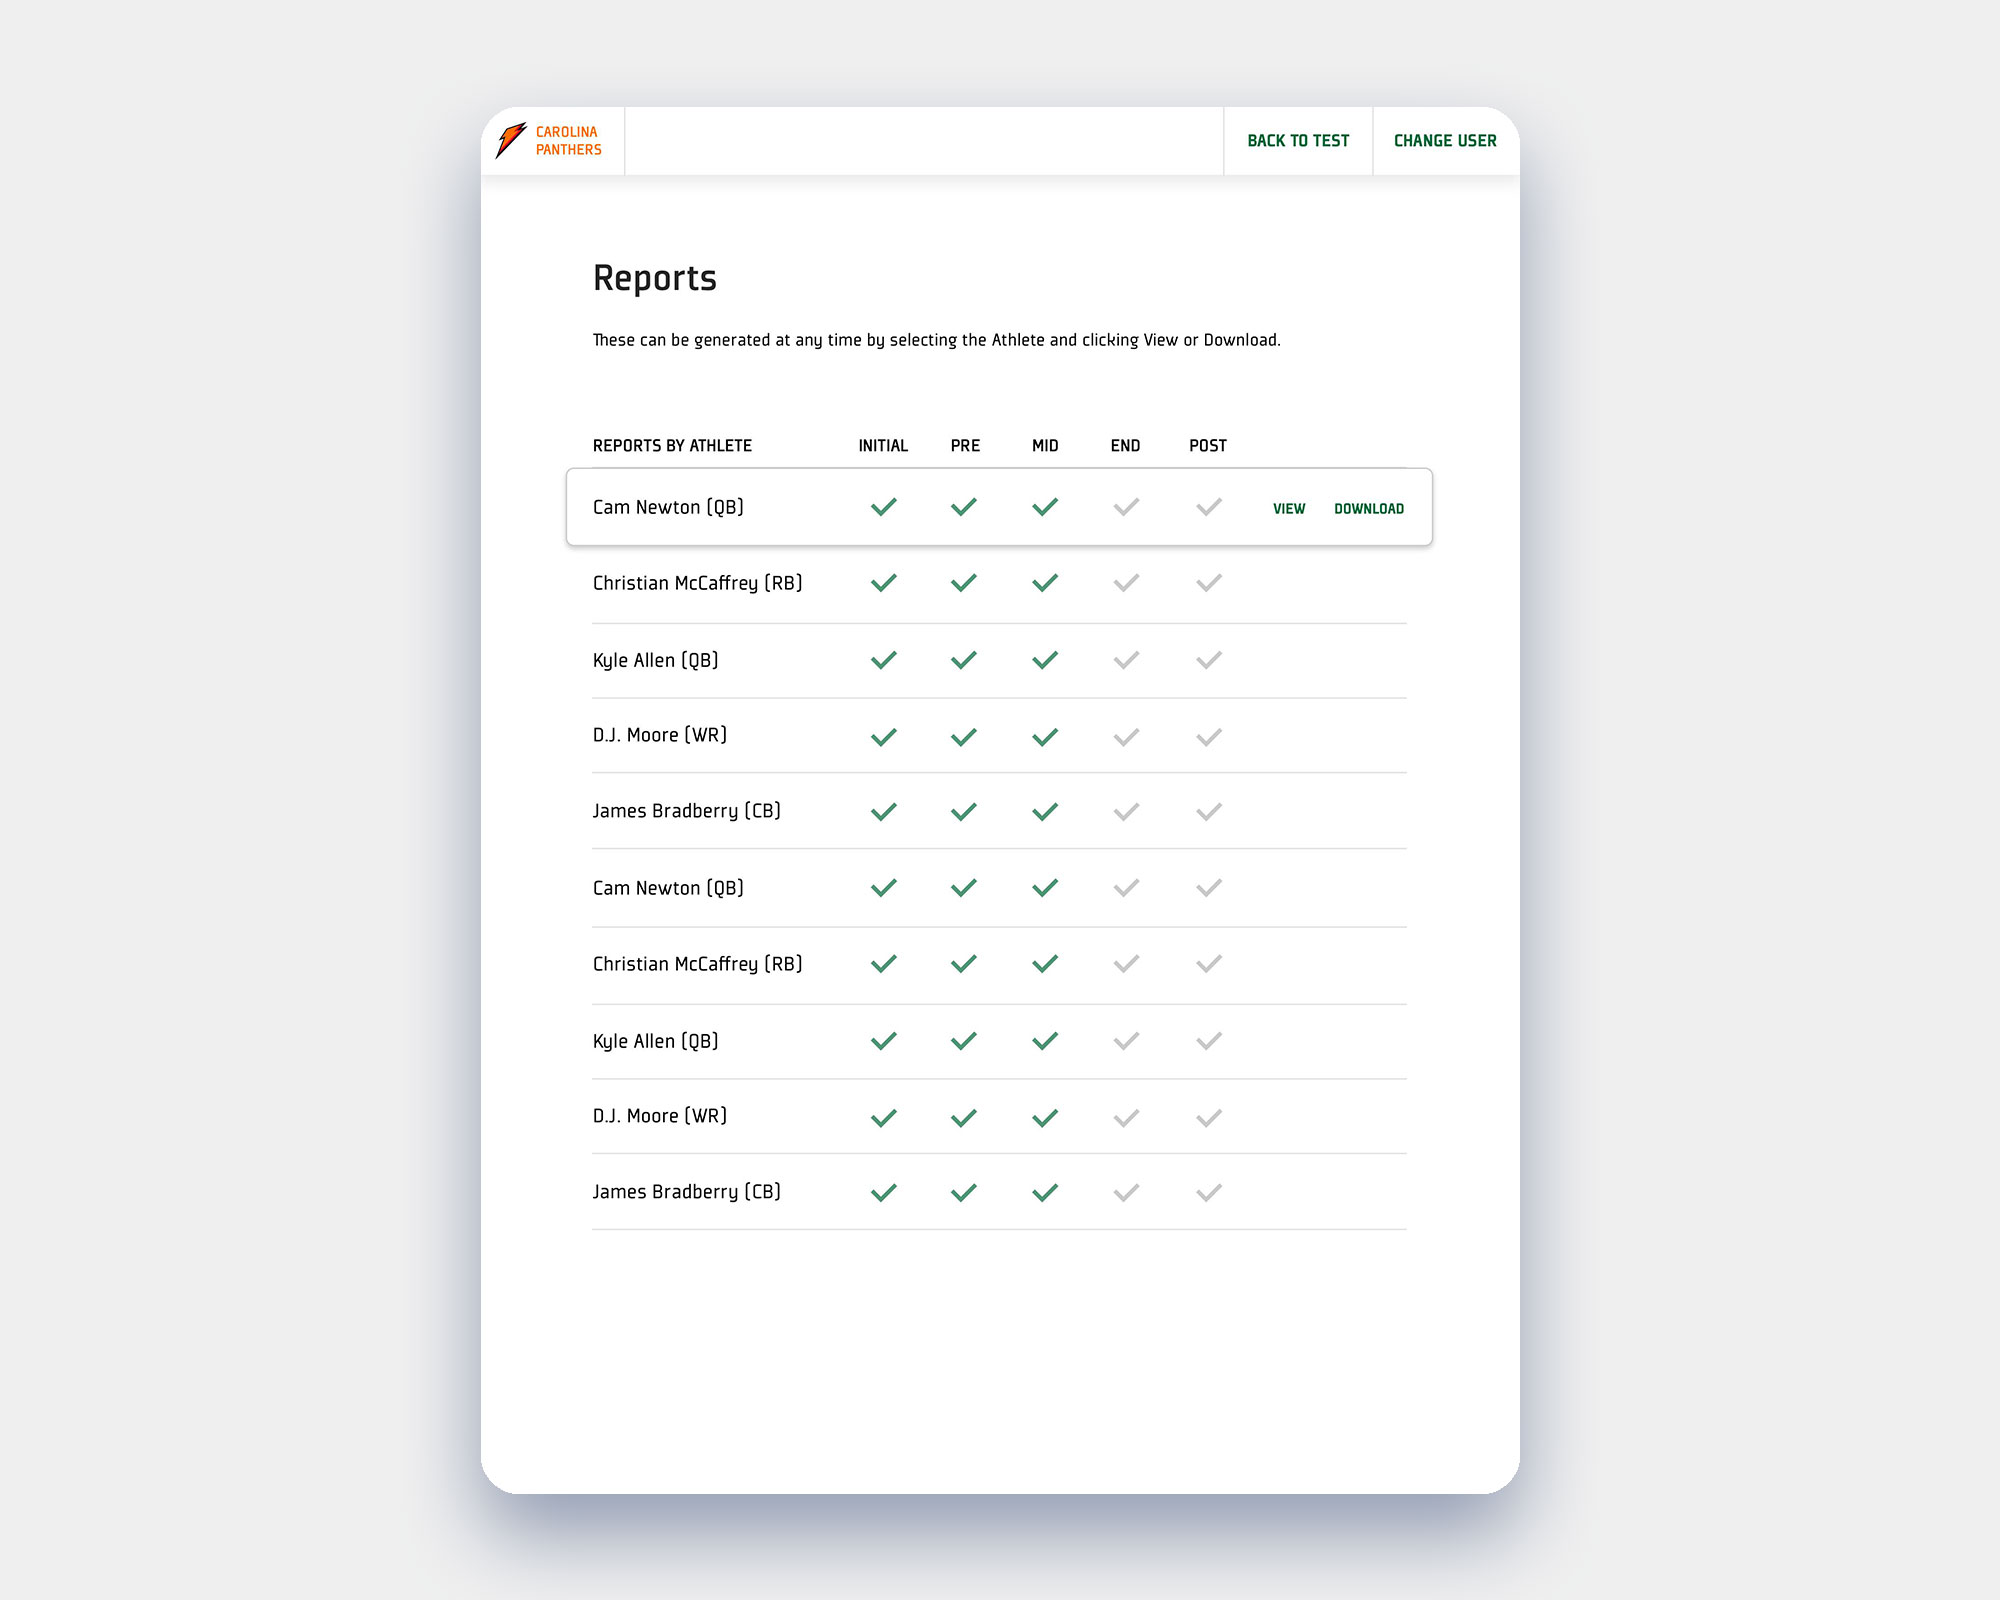 CAROLINA
PANTHERS
BACK TO TEST
CHANGE USER
Reports
These can be generated at any time by selecting the Athlete and clicking View or Download.
REPORTS BY ATHLETE INITIAL PRE MID END POST
Cam Newton (QB) VIEW DOWNLOAD
Christian McCaffrey (RB)
Kyle Allen (QB)
D.J. Moore (WR)
James Bradberry (CB)
Cam Newton (QB)
Christian McCaffrey (RB)
Kyle Allen (QB)
D.J. Moore (WR)
James Bradberry (CB)